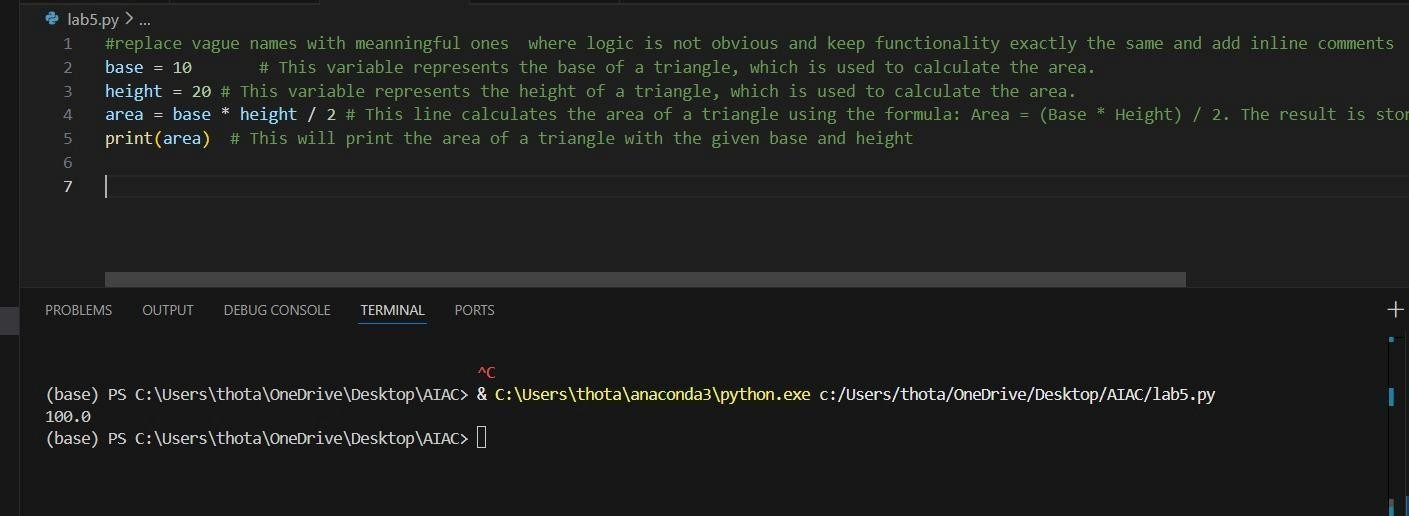 lab5.py > ...
1 #replace vague names with meanningful ones  where logic is not obvious and keep functionality exactly the same and add inline comments
2 base = 10       # This variable represents the base of a triangle, which is used to calculate the area.
3 height = 20 # This variable represents the height of a triangle, which is used to calculate the area.
4 area = base * height / 2 # This line calculates the area of a triangle using the formula: Area = (Base * Height) / 2. The result is stor
5 print(area)  # This will print the area of a triangle with the given base and height
6
7
PROBLEMS OUTPUT DEBUG CONSOLE TERMINAL PORTS +
^C
(base) PS C:\Users\thota\OneDrive\Desktop\AIAC> & C:\Users\thota\anaconda3\python.exe c:/Users/thota/OneDrive/Desktop/AIAC/lab5.py
100.0
(base) PS C:\Users\thota\OneDrive\Desktop\AIAC>